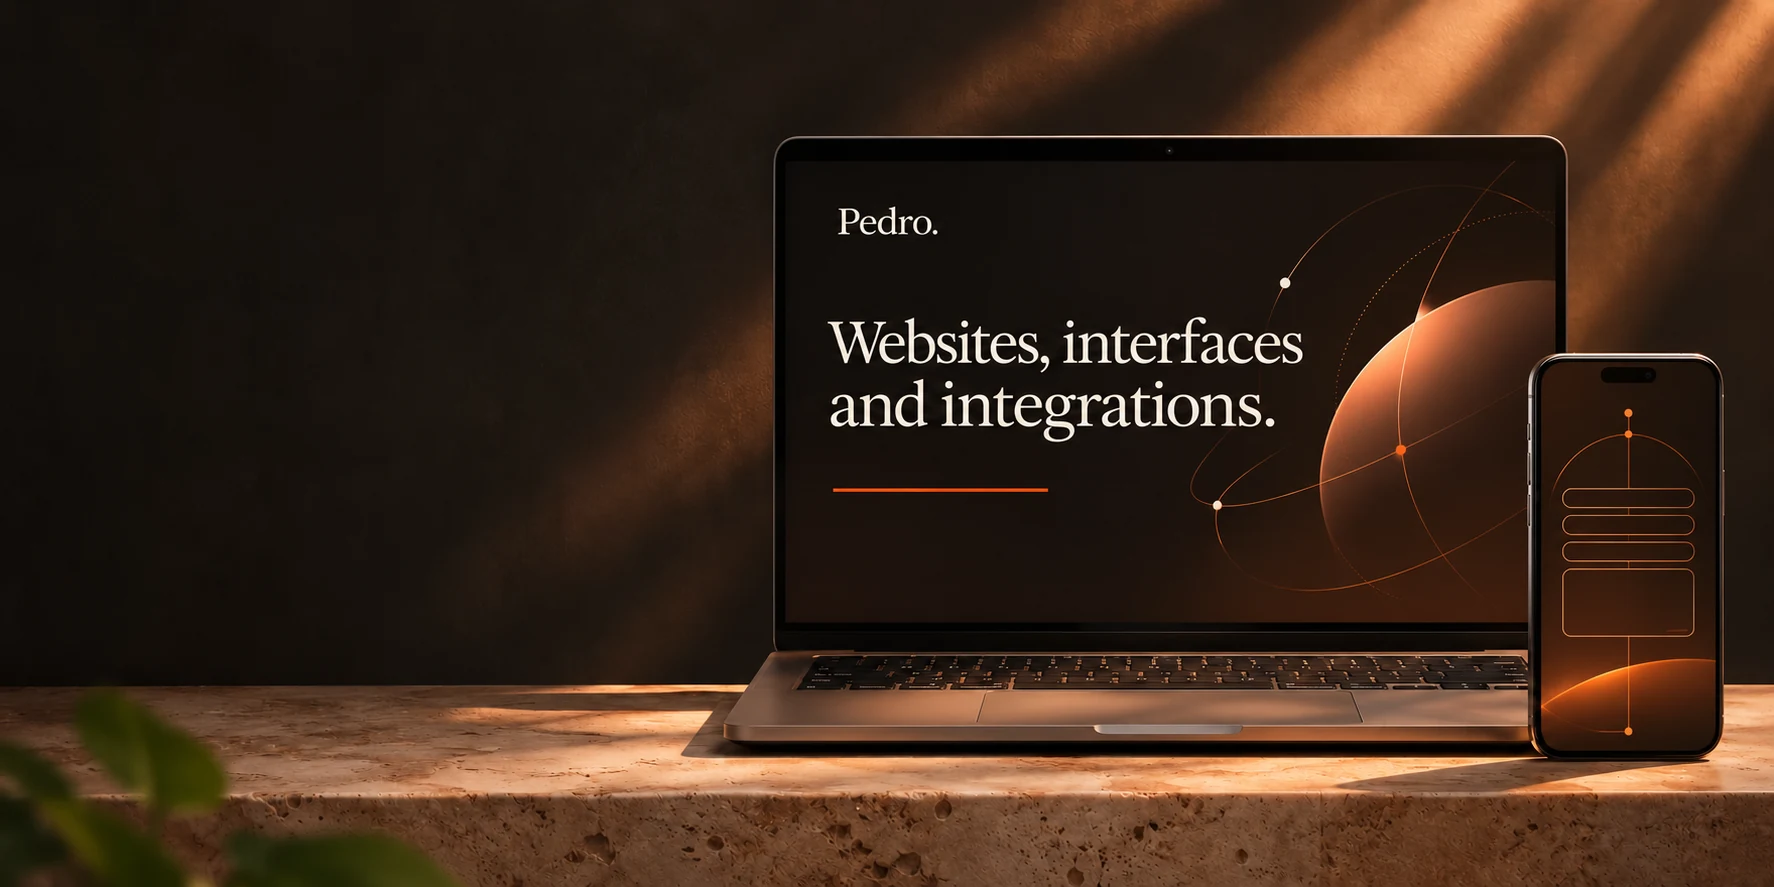 Pedro.
Websites, interfaces
and integrations.